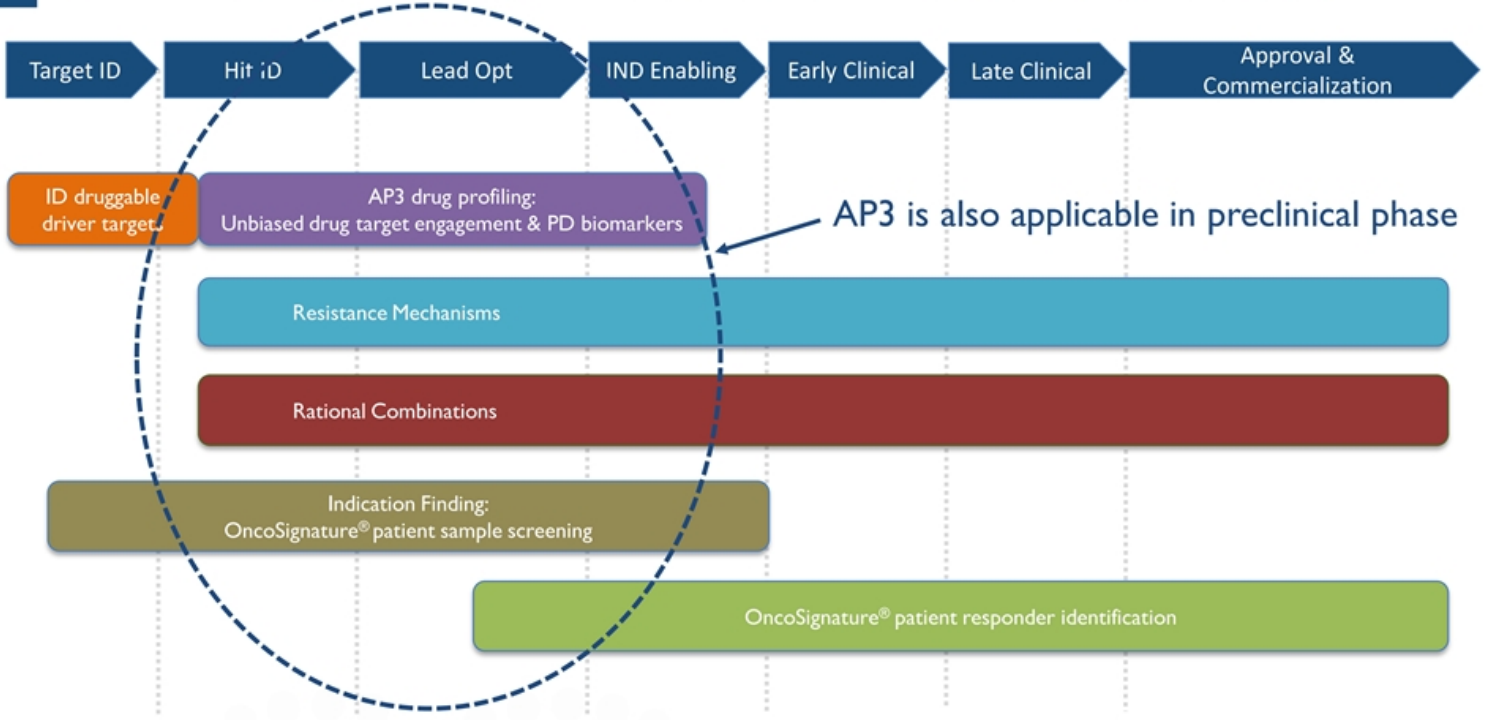 Target ID
Hit ID
Lead Opt
IND Enabling
Early Clinical
Late Clinical
Approval &
Commercialization
ID druggable
driver targets
AP3 drug profiling:
Unbiased drug target engagement & PD biomarkers
AP3 is also applicable in preclinical phase
Resistance Mechanisms
Rational Combinations
Indication Finding:
OncoSignature® patient sample screening
OncoSignature® patient responder identification